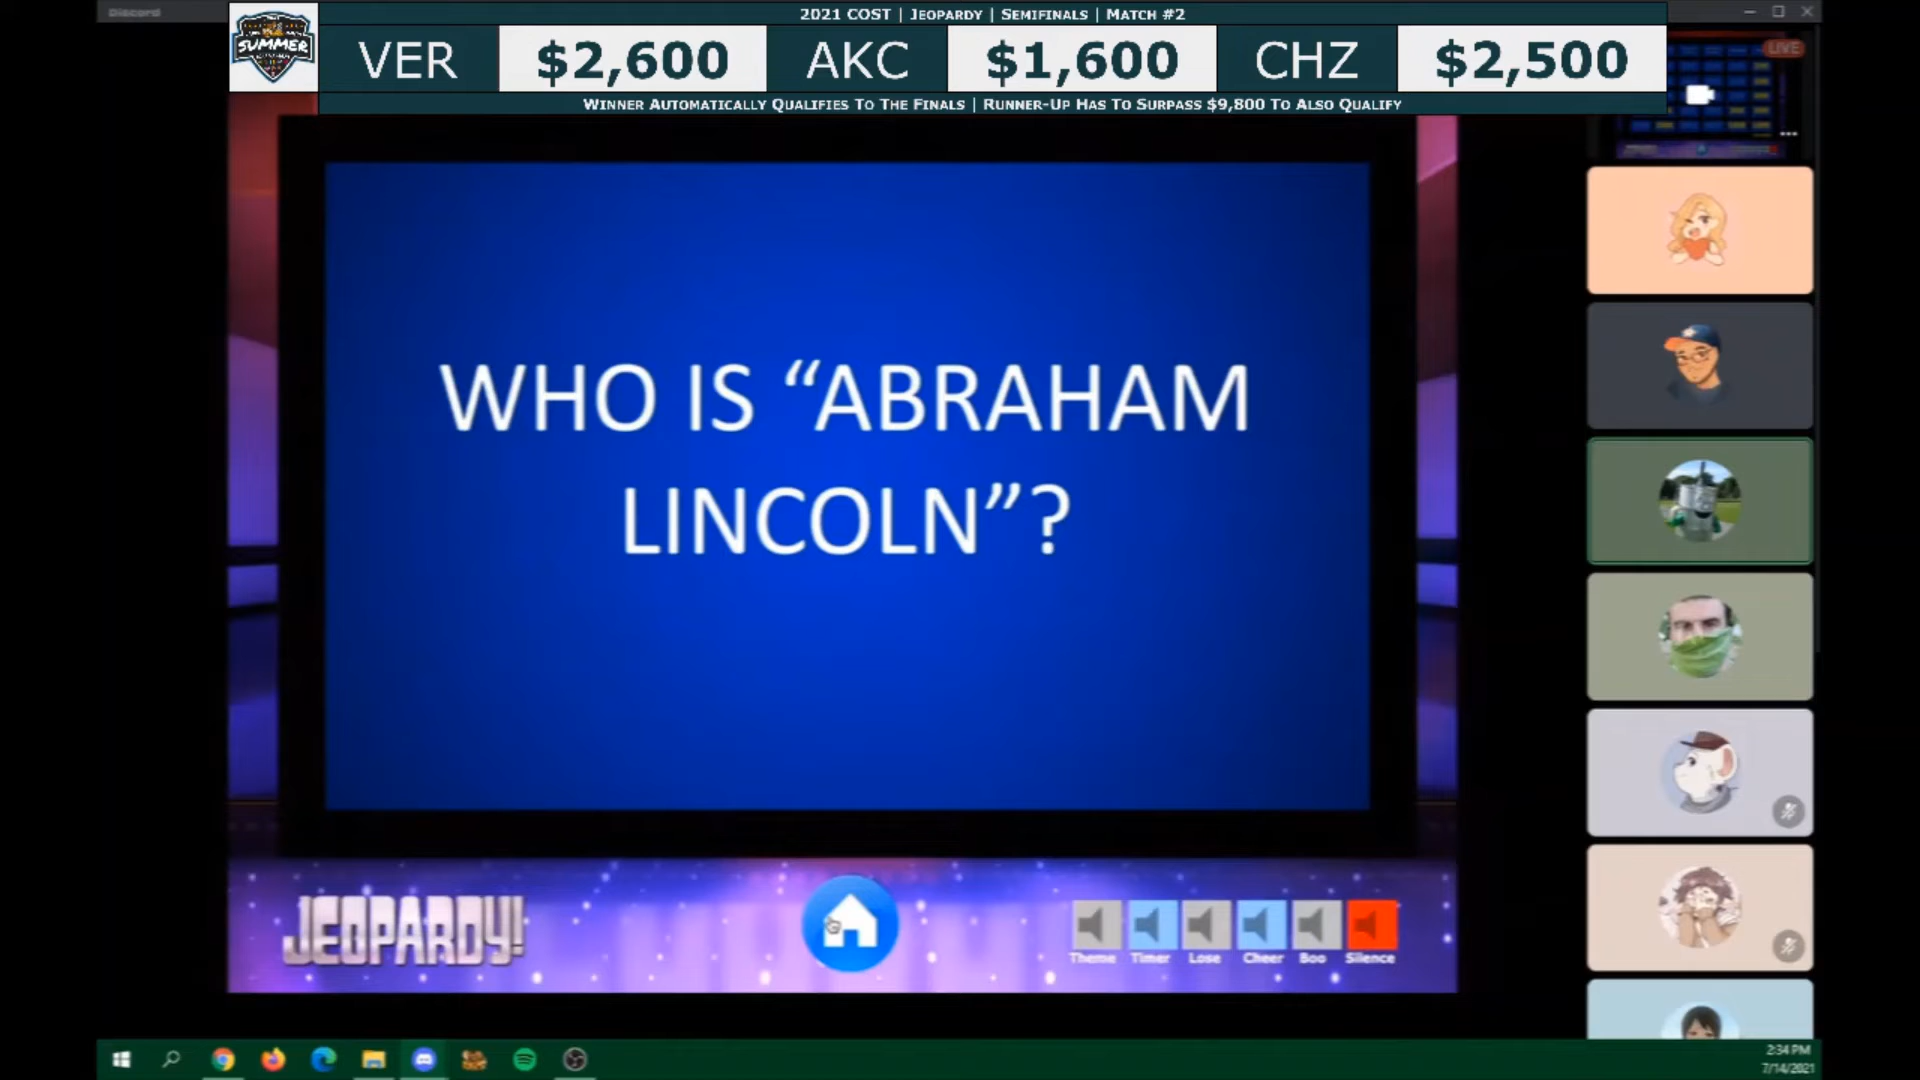 Discord
2021 COST | JEOPARDY | SEMIFINALS | MATCH #2
SUMMER
VER $2,600 AKC $1,600 CHZ $2,500
WINNER AUTOMATICALLY QUALIFIES TO THE FINALS | RUNNER-UP HAS TO SURPASS $9,800 TO ALSO QUALIFY
LIVE
WHO IS “ABRAHAM
LINCOLN”?
JEOPARDY!
Theme Timer Lose Cheer Boo Silence
2:34 PM
7/14/2021